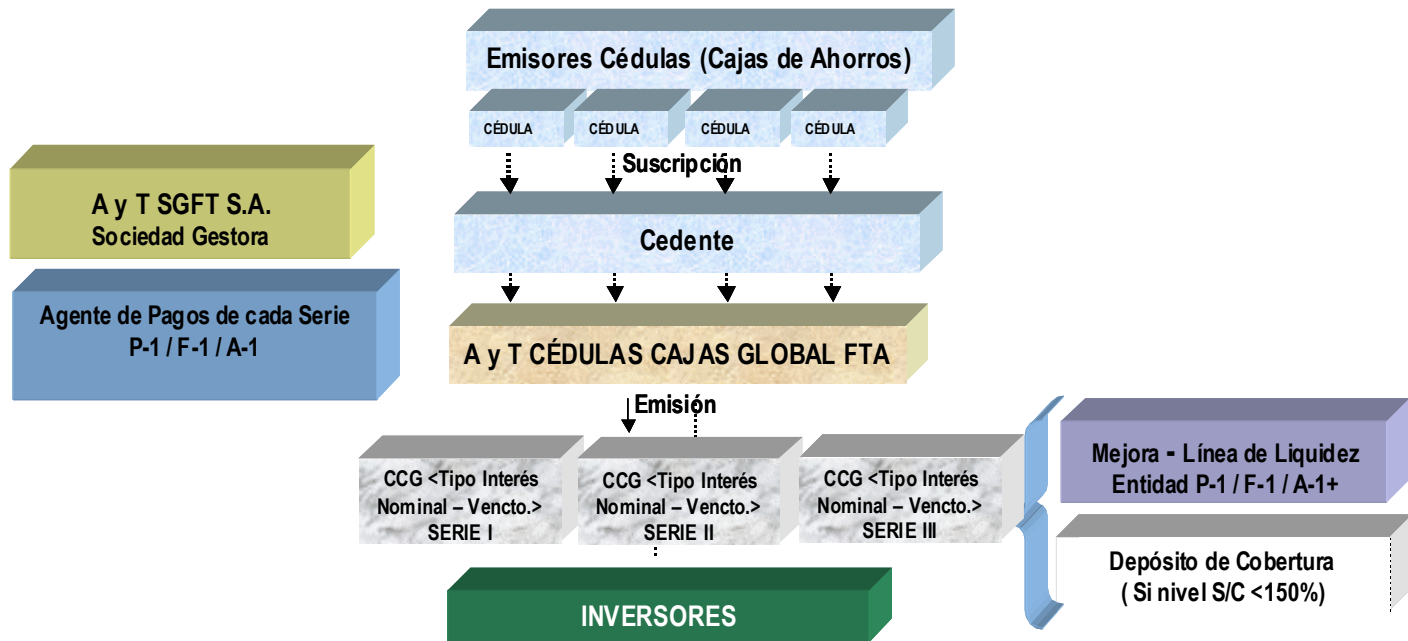 Emisores Cédulas (Cajas de Ahorros)
CÉDULA CÉDULA CÉDULA CÉDULA
Suscripción
A y T SGFT S.A.
Sociedad Gestora
Cedente
Agente de Pagos de cada Serie
P-1 / F-1 / A-1
A y T CÉDULAS CAJAS GLOBAL FTA
Emisión
CCG <Tipo Interés
Nominal – Vencto.>
SERIE I
CCG <Tipo Interés
Nominal – Vencto.>
SERIE II
CCG <Tipo Interés
Nominal – Vencto.>
SERIE III
Mejora - Línea de Liquidez
Entidad P-1 / F-1 / A-1+
Depósito de Cobertura
( Si nivel S/C <150%)
INVERSORES